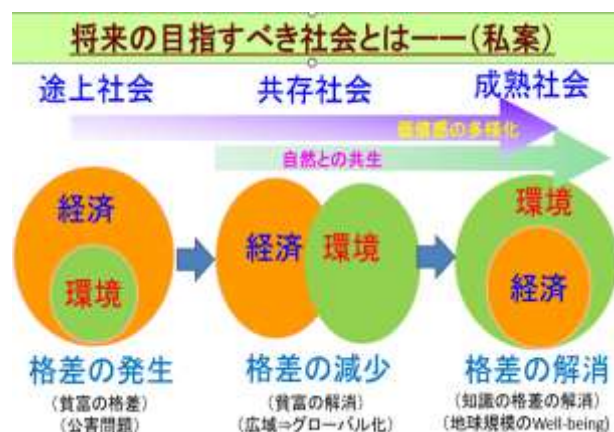 将来の目指すべき社会とは――(私案)
途上社会
共存社会
成熟社会
価値感の多様化
自然との共生
経済
環境
経済
環境
環境
経済
格差の発生
(貧富の格差)
(公害問題)
格差の減少
(貧富の解消)
(広域⇒グローバル化)
格差の解消
(知識の格差の解消)
(地球規模のWell-being)